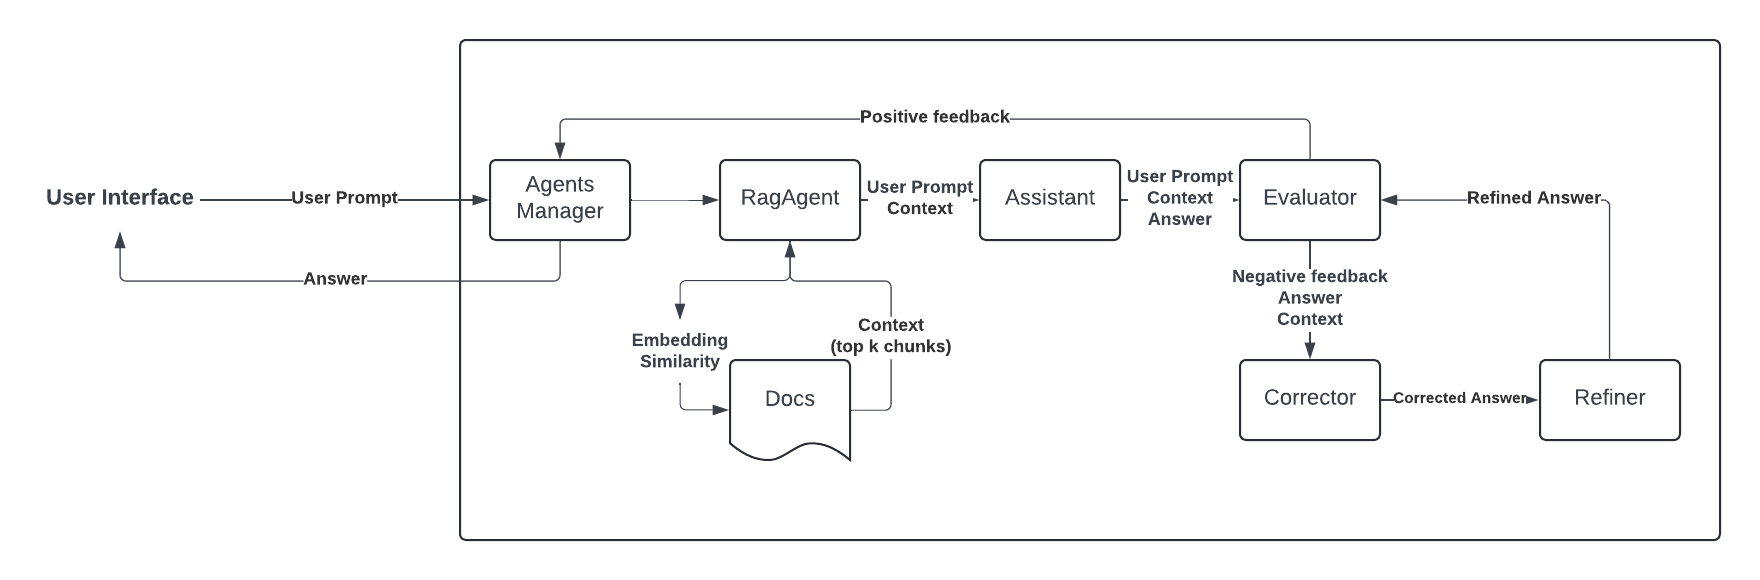 Positive feedback
User Interface
User Prompt
Agents
Manager
RagAgent
User Prompt
Context
Assistant
User Prompt
Context
Answer
Evaluator
Refined Answer
Answer
Negative feedback
Answer
Context
Embedding
Similarity
Context
(top k chunks)
Docs
Corrector
Corrected Answer
Refiner